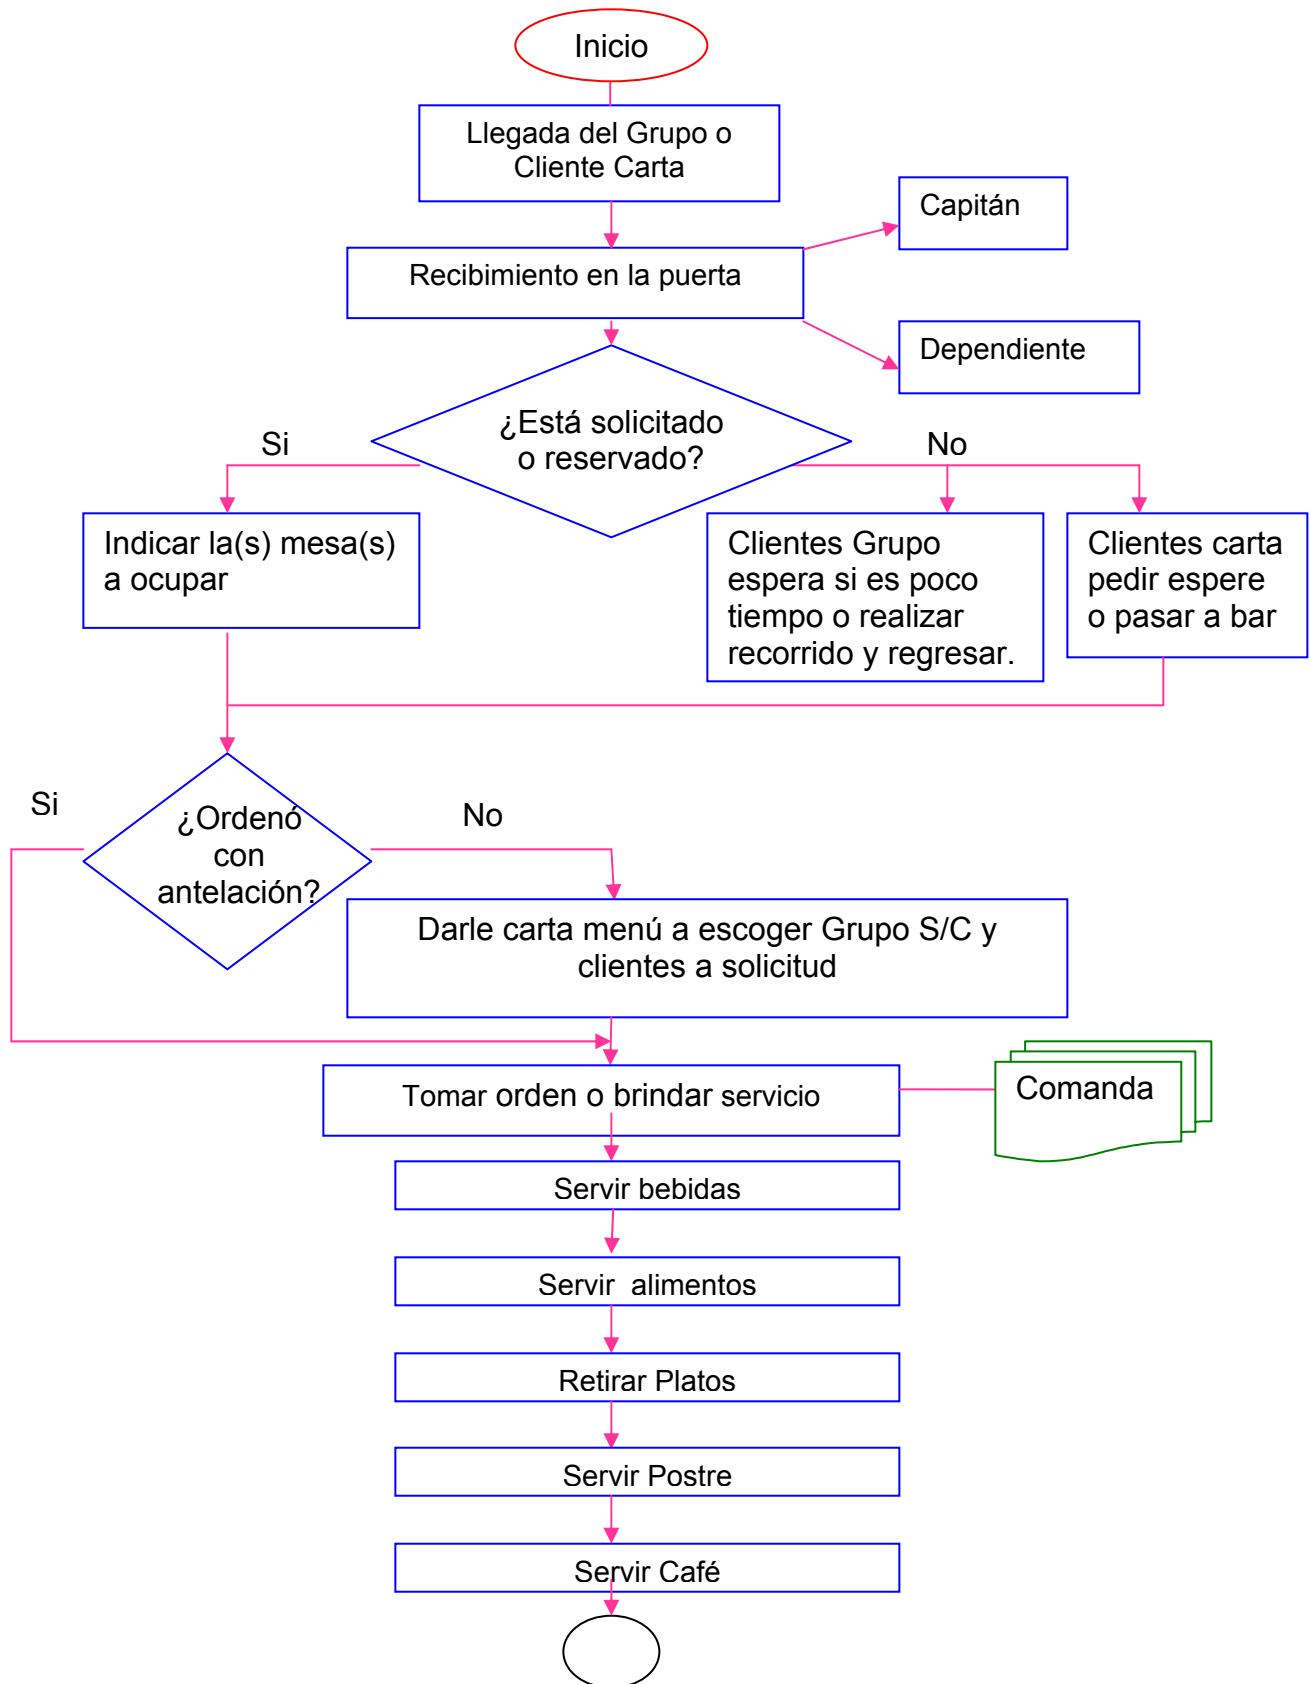 Inicio
Llegada del Grupo o
Cliente Carta
Capitán
Recibimiento en la puerta
Dependiente
¿Está solicitado
o reservado?
Si
No
Indicar la(s) mesa(s)
a ocupar
Clientes Grupo
espera si es poco
tiempo o realizar
recorrido y regresar.
Clientes carta
pedir espere
o pasar a bar
Si
¿Ordenó
con
antelación?
No
Darle carta menú a escoger Grupo S/C y
clientes a solicitud
Tomar orden o brindar servicio
Comanda
Servir bebidas
Servir  alimentos
Retirar Platos
Servir Postre
Servir Café